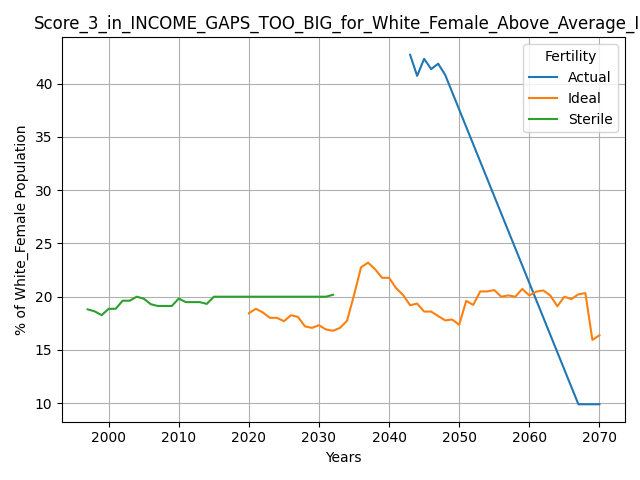 Score_3_in_INCOME_GAPS_TOO_BIG_for_White_Female_Above_Average_I
Fertility
Actual
Ideal
Sterile
% of White_Female Population
40
35
30
25
20
15
10
2000 2010 2020 2030 2040 2050 2060 2070
Years